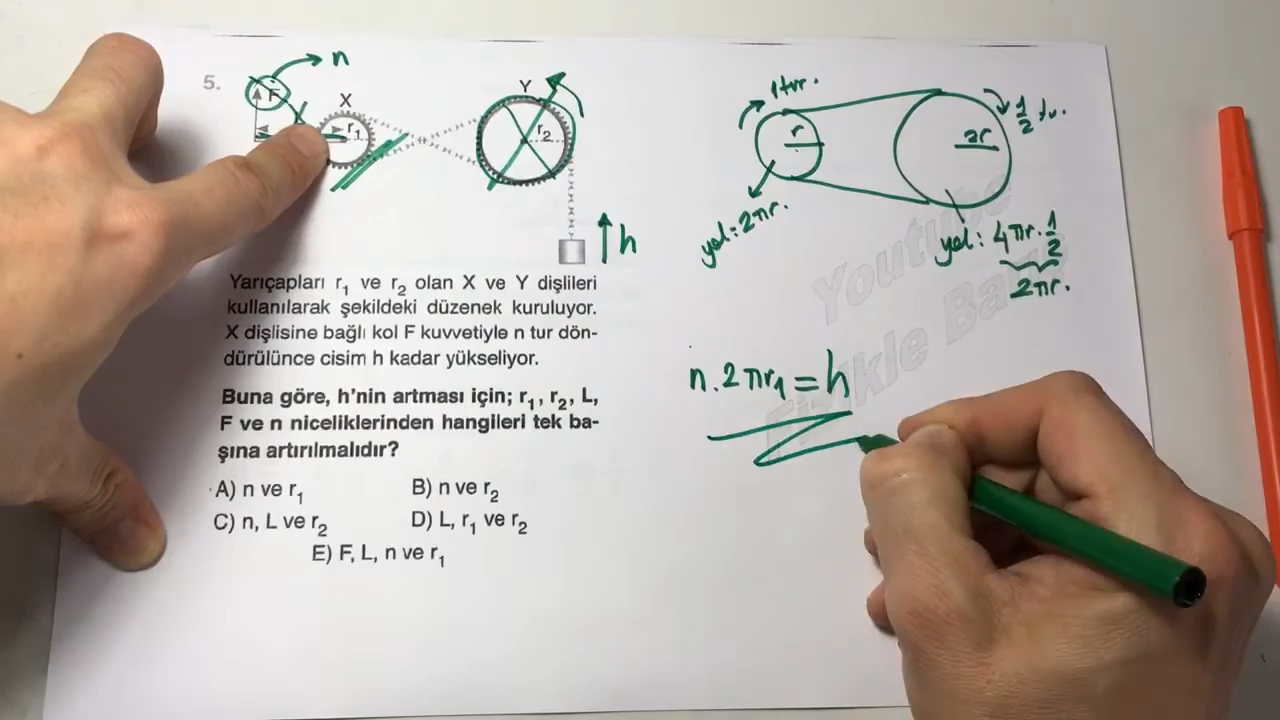 5.
n
F
X
r₁
Y
r₂
h
Yarıçapları r₁ ve r₂ olan X ve Y dişlileri
kullanılarak şekildeki düzenek kuruluyor.
X dişlisine bağlı kol F kuvvetiyle n tur dön-
dürülünce cisim h kadar yükseliyor.
Buna göre, h'nin artması için; r₁, r₂, L,
F ve n niceliklerinden hangileri tek ba-
şına artırılmalıdır?
A) n ve r₁
B) n ve r₂
C) n, L ve r₂
D) L, r₁ ve r₂
E) F, L, n ve r₁
1 tur.
r
yol: 2πr.
1/2 tu.
2r
yol: 4πr.1/2
2πr.
n.2πr₁=h
Youtube